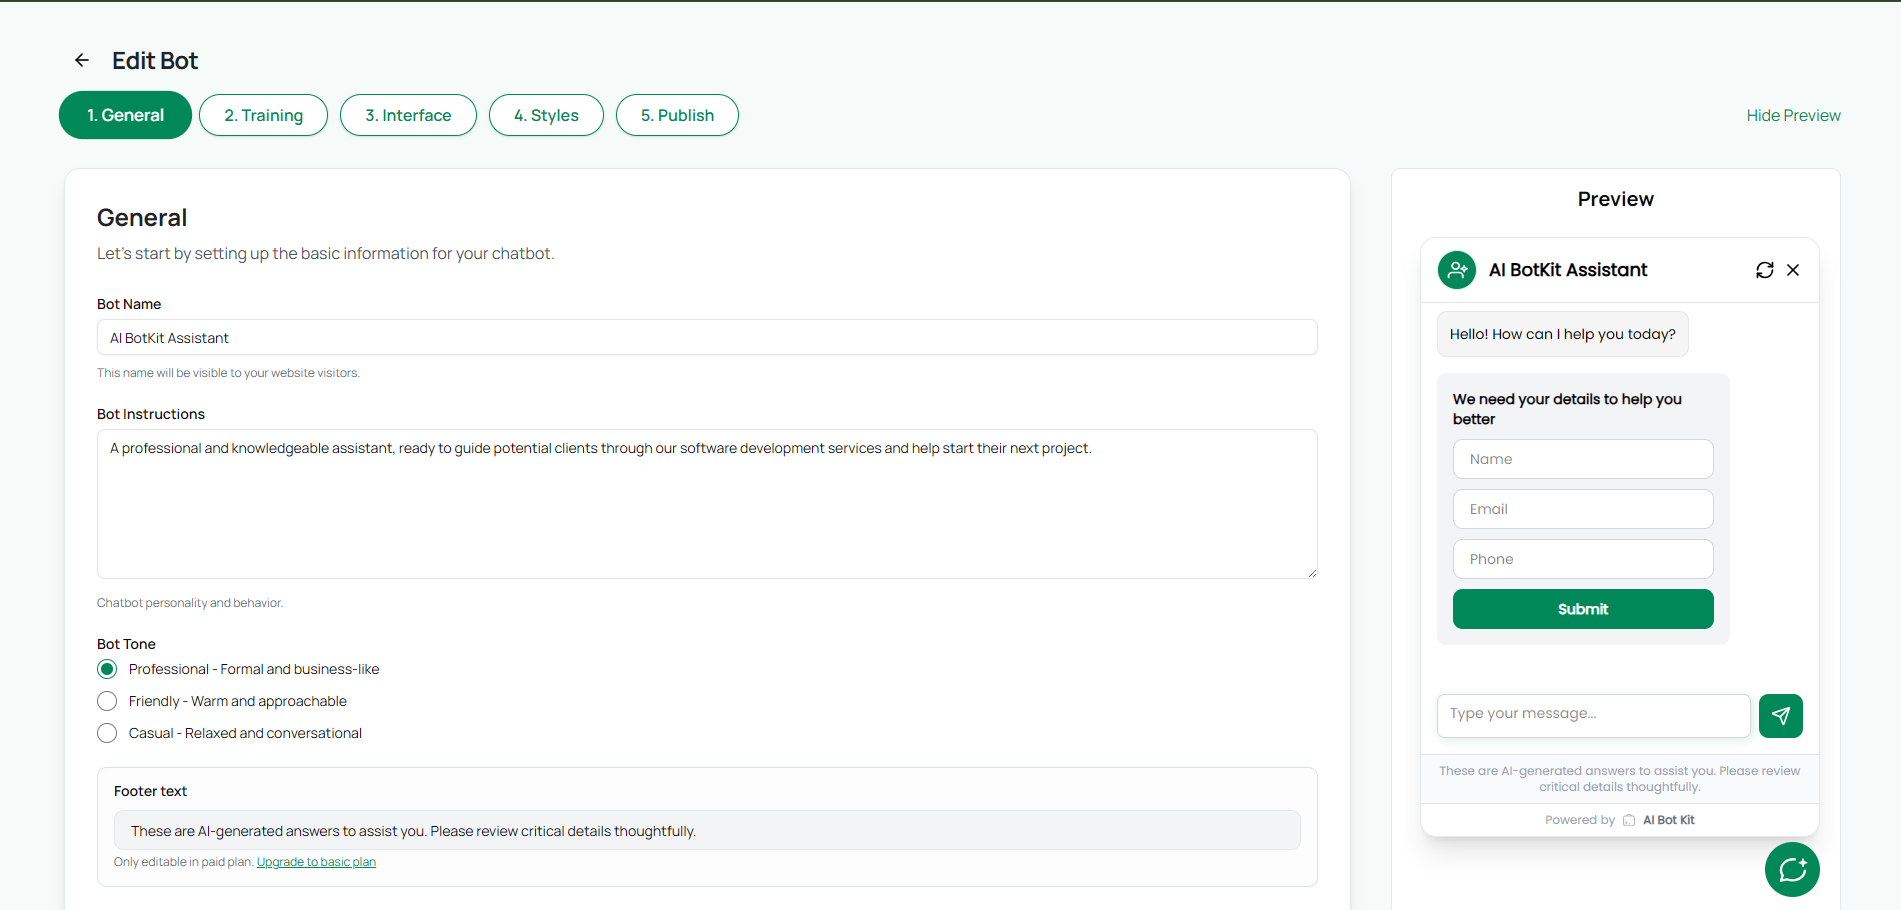 Edit Bot
1. General
2. Training
3. Interface
4. Styles
5. Publish
Hide Preview
General
Let's start by setting up the basic information for your chatbot.
Bot Name
AI BotKit Assistant
This name will be visible to your website visitors.
Bot Instructions
A professional and knowledgeable assistant, ready to guide potential clients through our software development services and help start their next project.
Chatbot personality and behavior.
Bot Tone
Professional - Formal and business-like
Friendly - Warm and approachable
Casual - Relaxed and conversational
Footer text
These are AI-generated answers to assist you. Please review critical details thoughtfully.
Only editable in paid plan. Upgrade to basic plan
Preview
AI BotKit Assistant
Hello! How can I help you today?
We need your details to help you
better
Name
Email
Phone
Submit
Type your message...
These are AI-generated answers to assist you. Please review
critical details thoughtfully.
Powered by AI Bot Kit